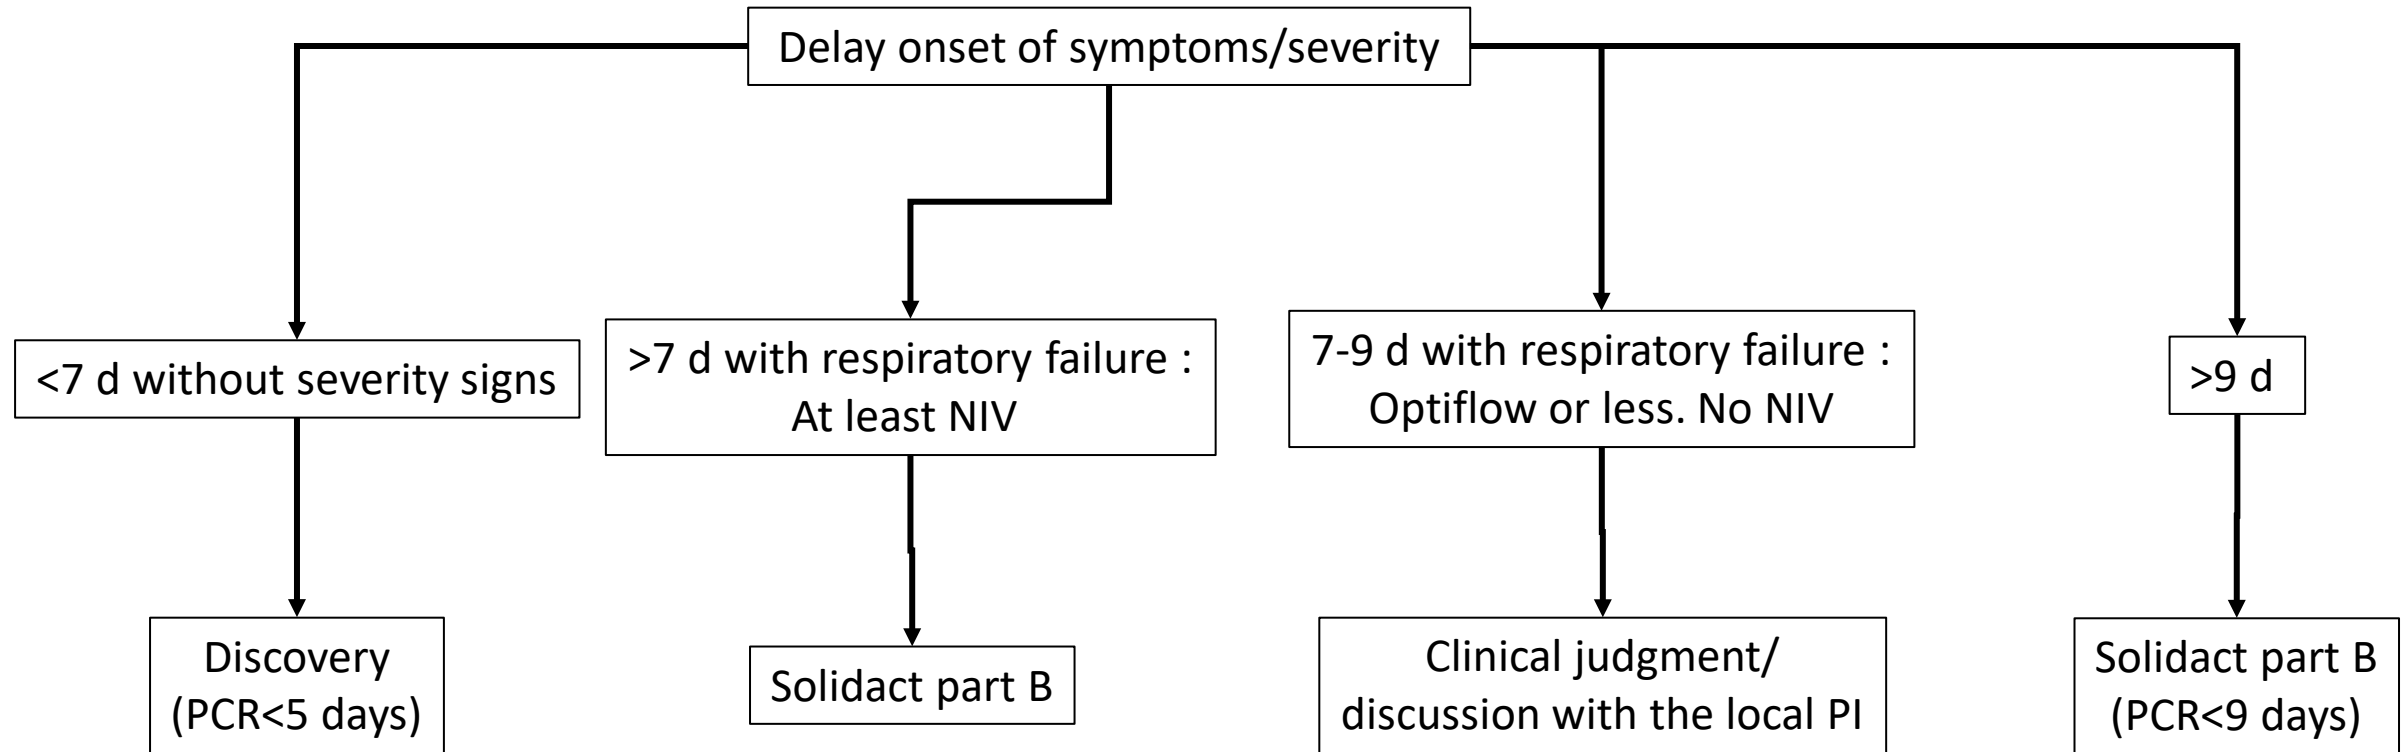 Delay onset of symptoms/severity
<7 d without severity signs
>7 d with respiratory failure :
At least NIV
7-9 d with respiratory failure :
Optiflow or less. No NIV
>9 d
Discovery
(PCR<5 days)
Solidact part B
Clinical judgment/
discussion with the local PI
Solidact part B
(PCR<9 days)